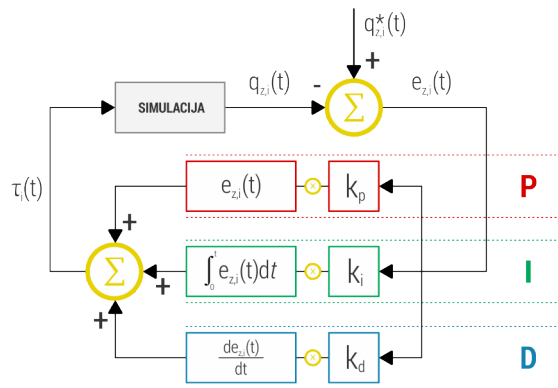 q*z,i(t)
+
SIMULACIJA
qz,i(t)
-
Σ
ez,i(t)
τi(t)
ez,i(t)
×
kp
P
+
Σ
+
∫₀ᵗ ez,i(t)dt
×
ki
I
+
dez,i(t)
dt
×
kd
D